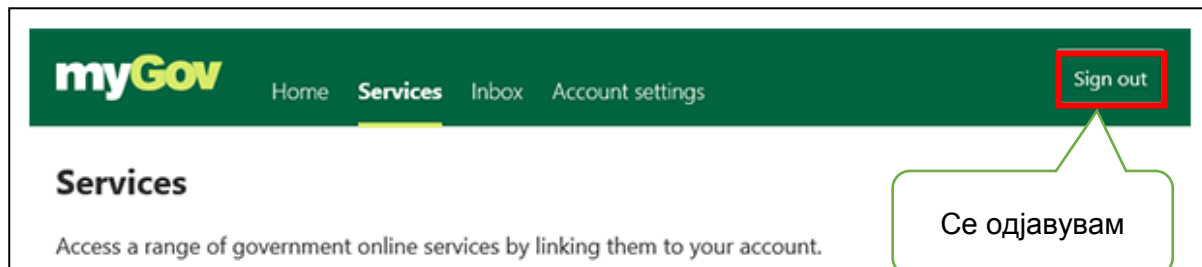 myGov Home Services Inbox Account settings Sign out
Services
Access a range of government online services by linking them to your account.
Се одјавувам